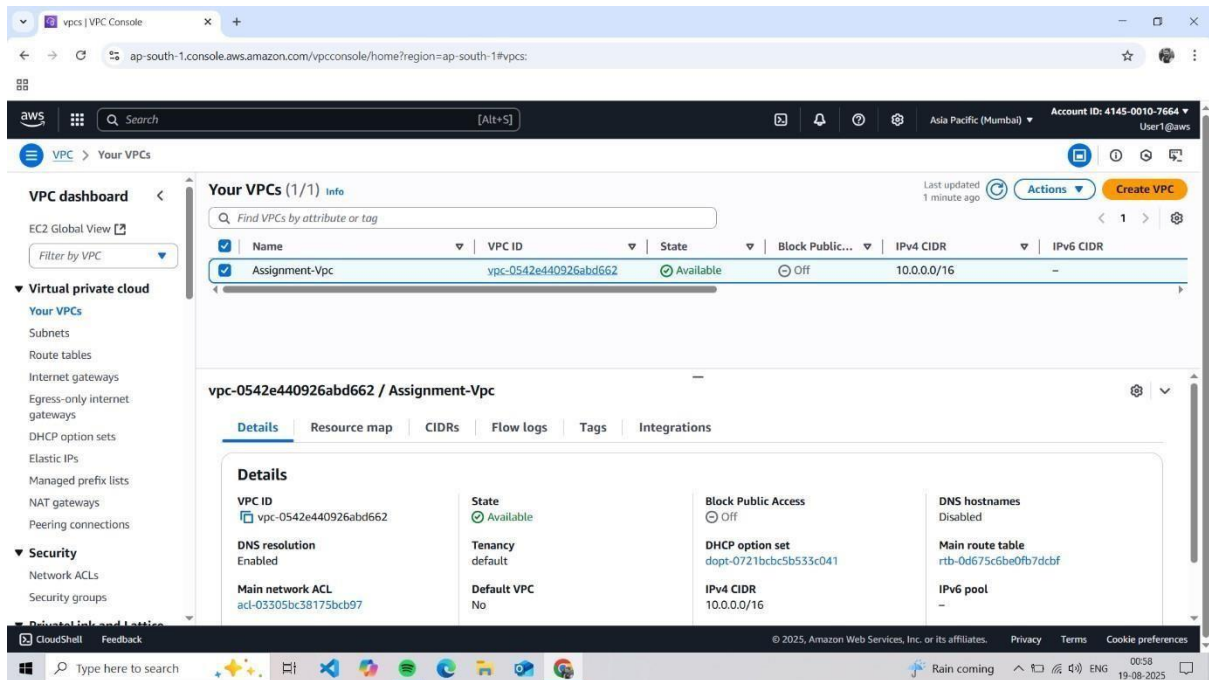 vpcs | VPC Console
ap-south-1.console.aws.amazon.com/vpcconsole/home?region=ap-south-1#vpcs:
aws Search [Alt+S] Asia Pacific (Mumbai) Account ID: 4145-0010-7664
User1@aws
VPC > Your VPCs
VPC dashboard
EC2 Global View
Filter by VPC
Virtual private cloud
Your VPCs
Subnets
Route tables
Internet gateways
Egress-only internet
gateways
DHCP option sets
Elastic IPs
Managed prefix lists
NAT gateways
Peering connections
Security
Network ACLs
Security groups
PrivateLink and Lattice
Your VPCs (1/1) Info
Last updated
1 minute ago
Actions
Create VPC
Find VPCs by attribute or tag
1
Name VPC ID State Block Public... IPv4 CIDR IPv6 CIDR
Assignment-Vpc vpc-0542e440926abd662 Available Off 10.0.0.0/16 –
vpc-0542e440926abd662 / Assignment-Vpc
Details Resource map CIDRs Flow logs Tags Integrations
Details
VPC ID State Block Public Access DNS hostnames
vpc-0542e440926abd662 Available Off Disabled
DNS resolution Tenancy DHCP option set Main route table
Enabled default dopt-0721bcbc5b533c041 rtb-0d675c6be0fb7dcbf
Main network ACL Default VPC IPv4 CIDR IPv6 pool
acl-03305bc38175bcb97 No 10.0.0.0/16 –
CloudShell Feedback © 2025, Amazon Web Services, Inc. or its affiliates. Privacy Terms Cookie preferences
Type here to search Rain coming ENG 00:58
19-08-2025